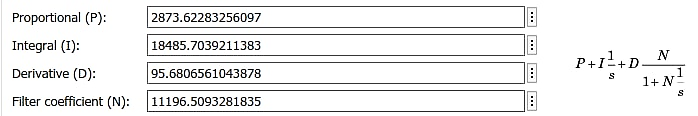 Proportional (P): 2873.62283256097
Integral (I): 18485.7039211383
Derivative (D): 95.6806561043878
Filter coefficient (N): 11196.5093281835
P+I 1/s +D N/(1+N 1/s)